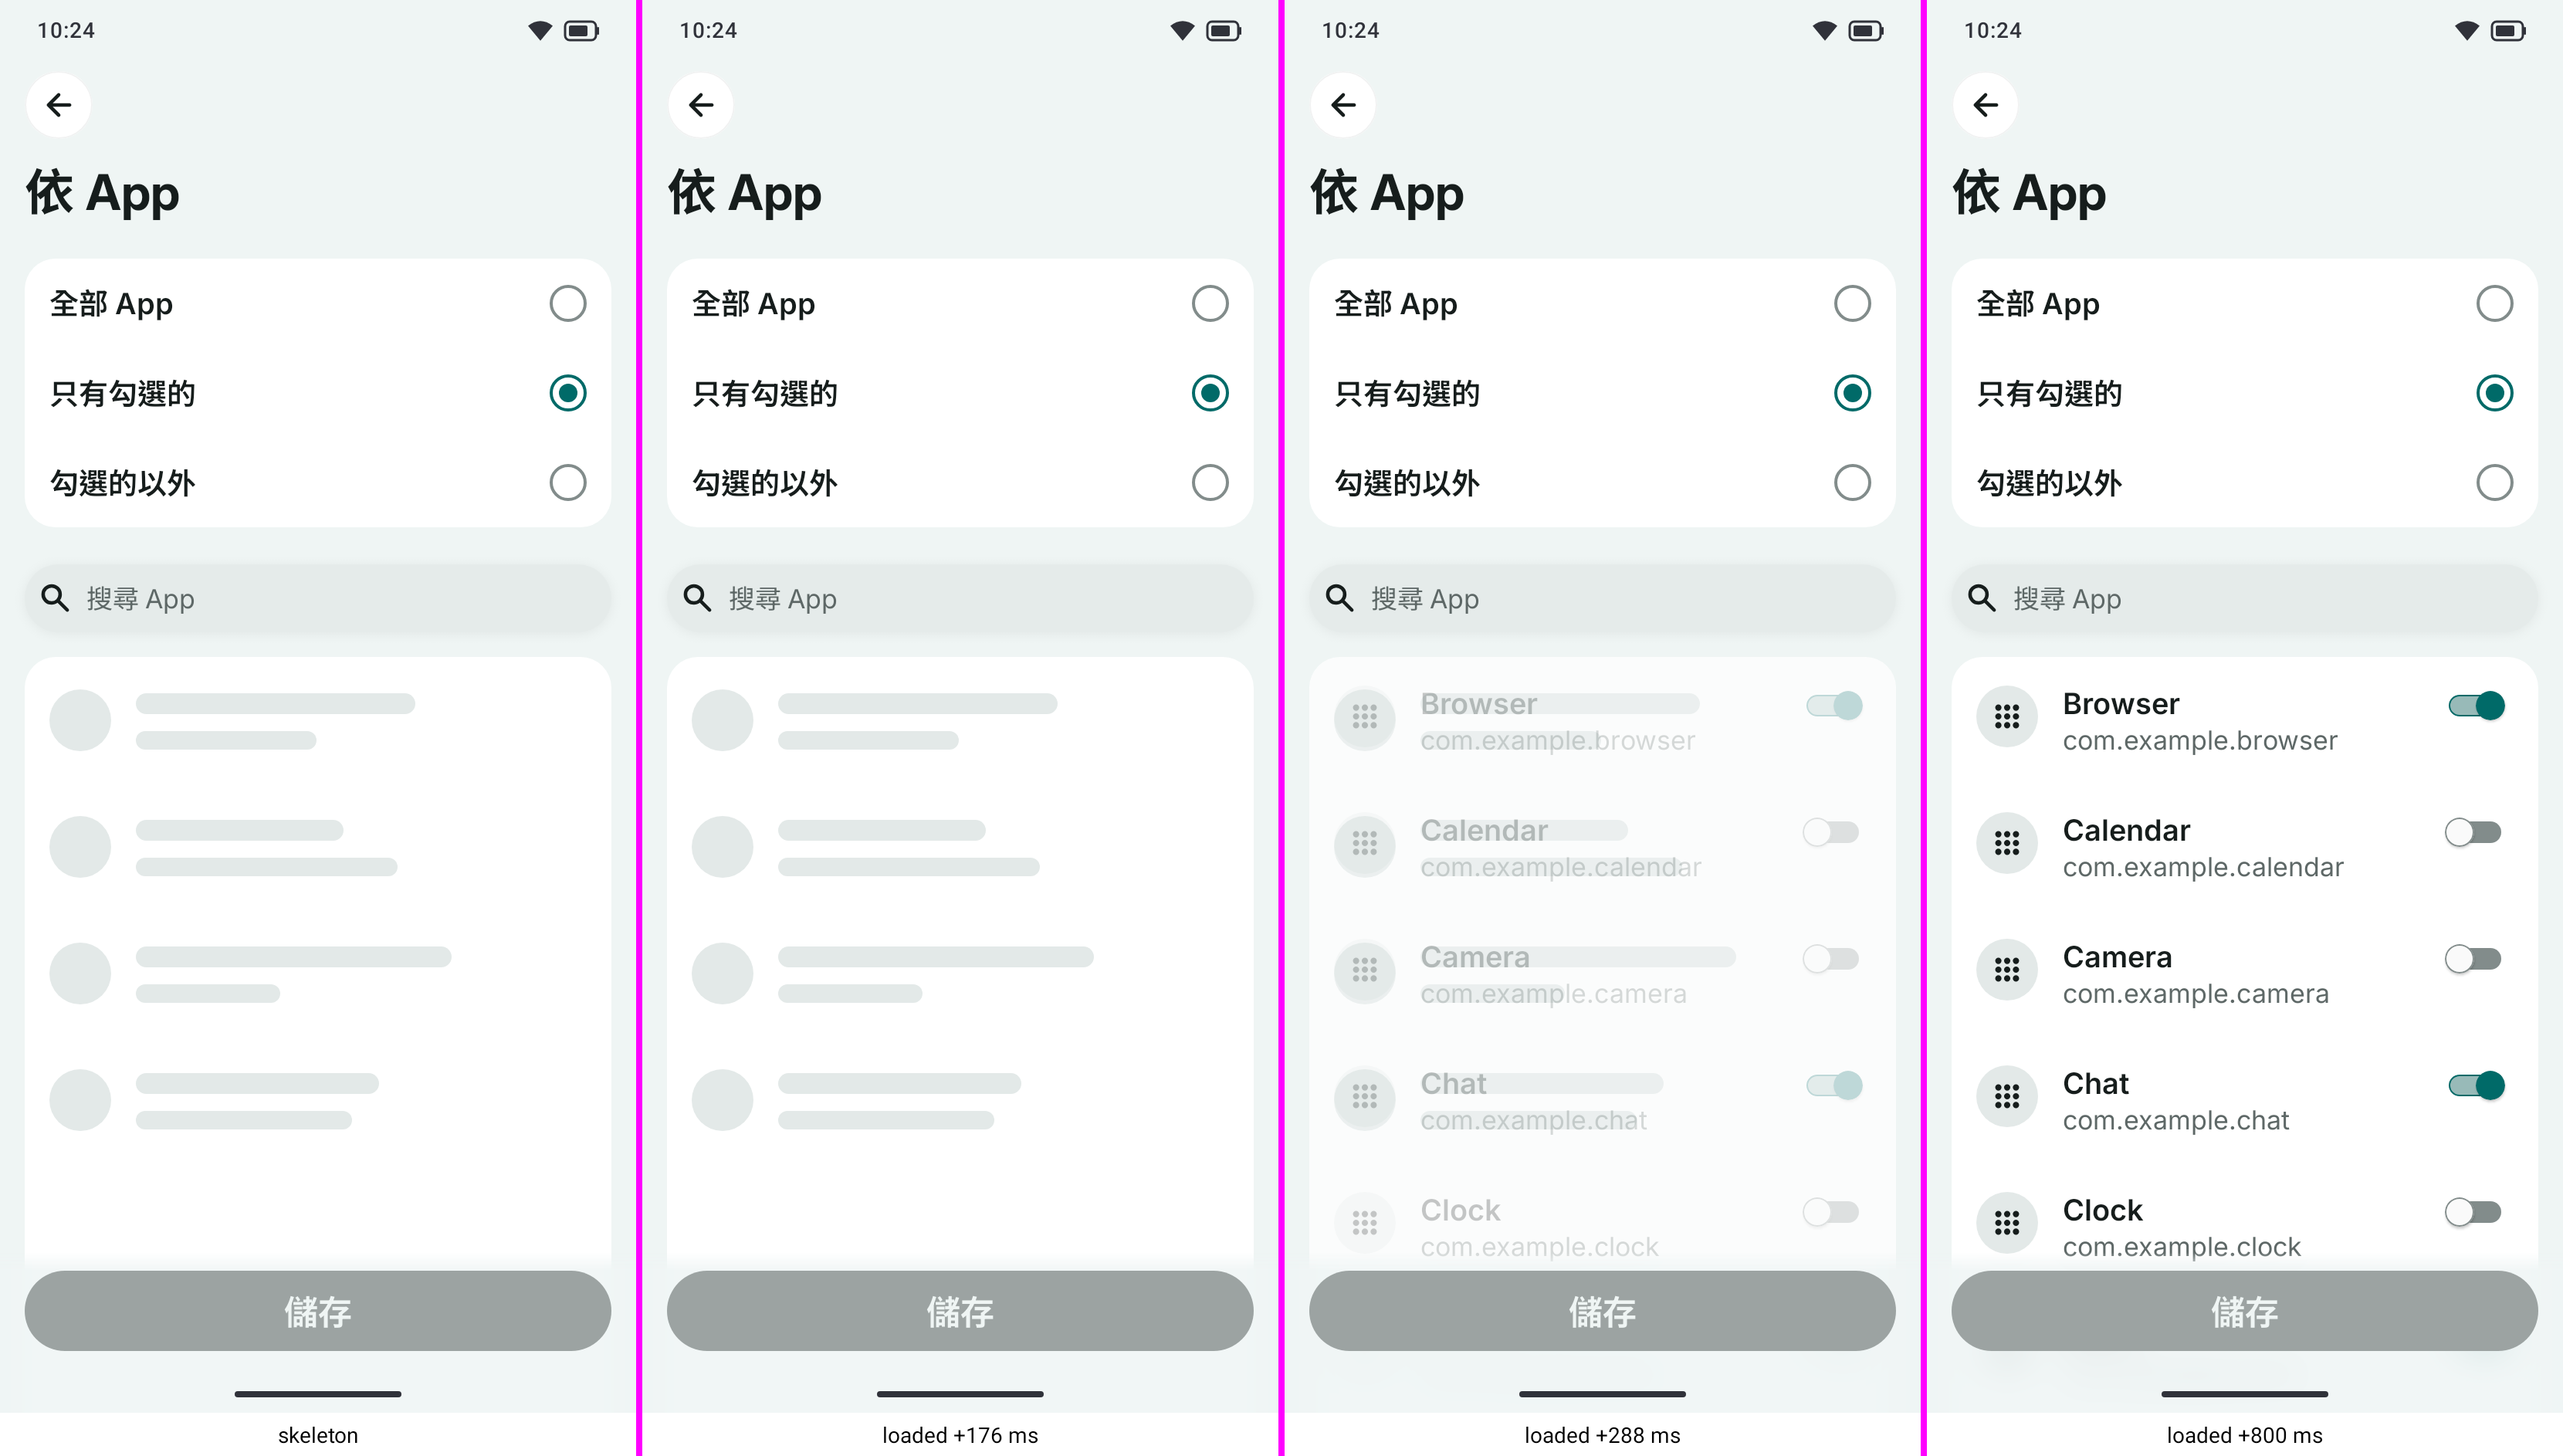 10:24
依 App
全部 App
只有勾選的
勾選的以外
搜尋 App
儲存
skeleton
10:24
依 App
全部 App
只有勾選的
勾選的以外
搜尋 App
儲存
loaded +176 ms
10:24
依 App
全部 App
只有勾選的
勾選的以外
搜尋 App
Browser
com.example.browser
Calendar
com.example.calendar
Camera
com.example.camera
Chat
com.example.chat
Clock
com.example.clock
儲存
loaded +288 ms
10:24
依 App
全部 App
只有勾選的
勾選的以外
搜尋 App
Browser
com.example.browser
Calendar
com.example.calendar
Camera
com.example.camera
Chat
com.example.chat
Clock
com.example.clock
儲存
loaded +800 ms